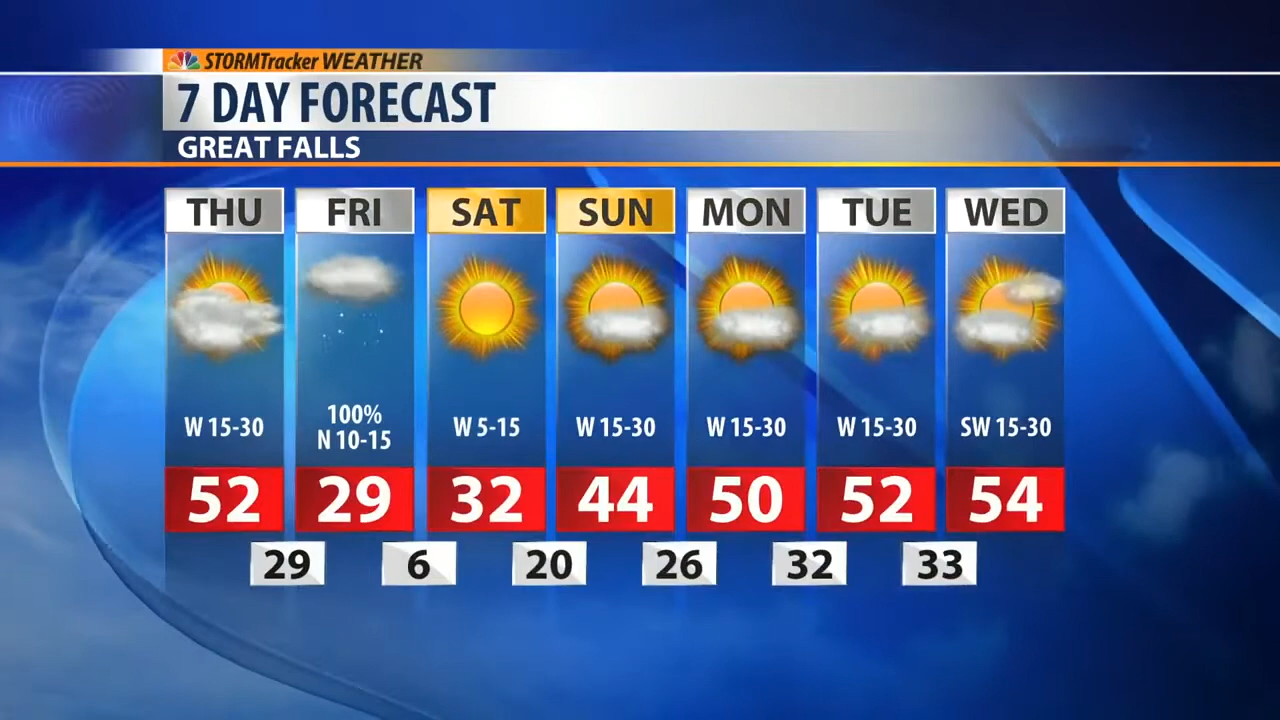 STORMTracker WEATHER
7 DAY FORECAST
GREAT FALLS
THU FRI SAT SUN MON TUE WED
W 15-30 100% N 10-15 W 5-15 W 15-30 W 15-30 W 15-30 SW 15-30
52 29 32 44 50 52 54
29 6 20 26 32 33